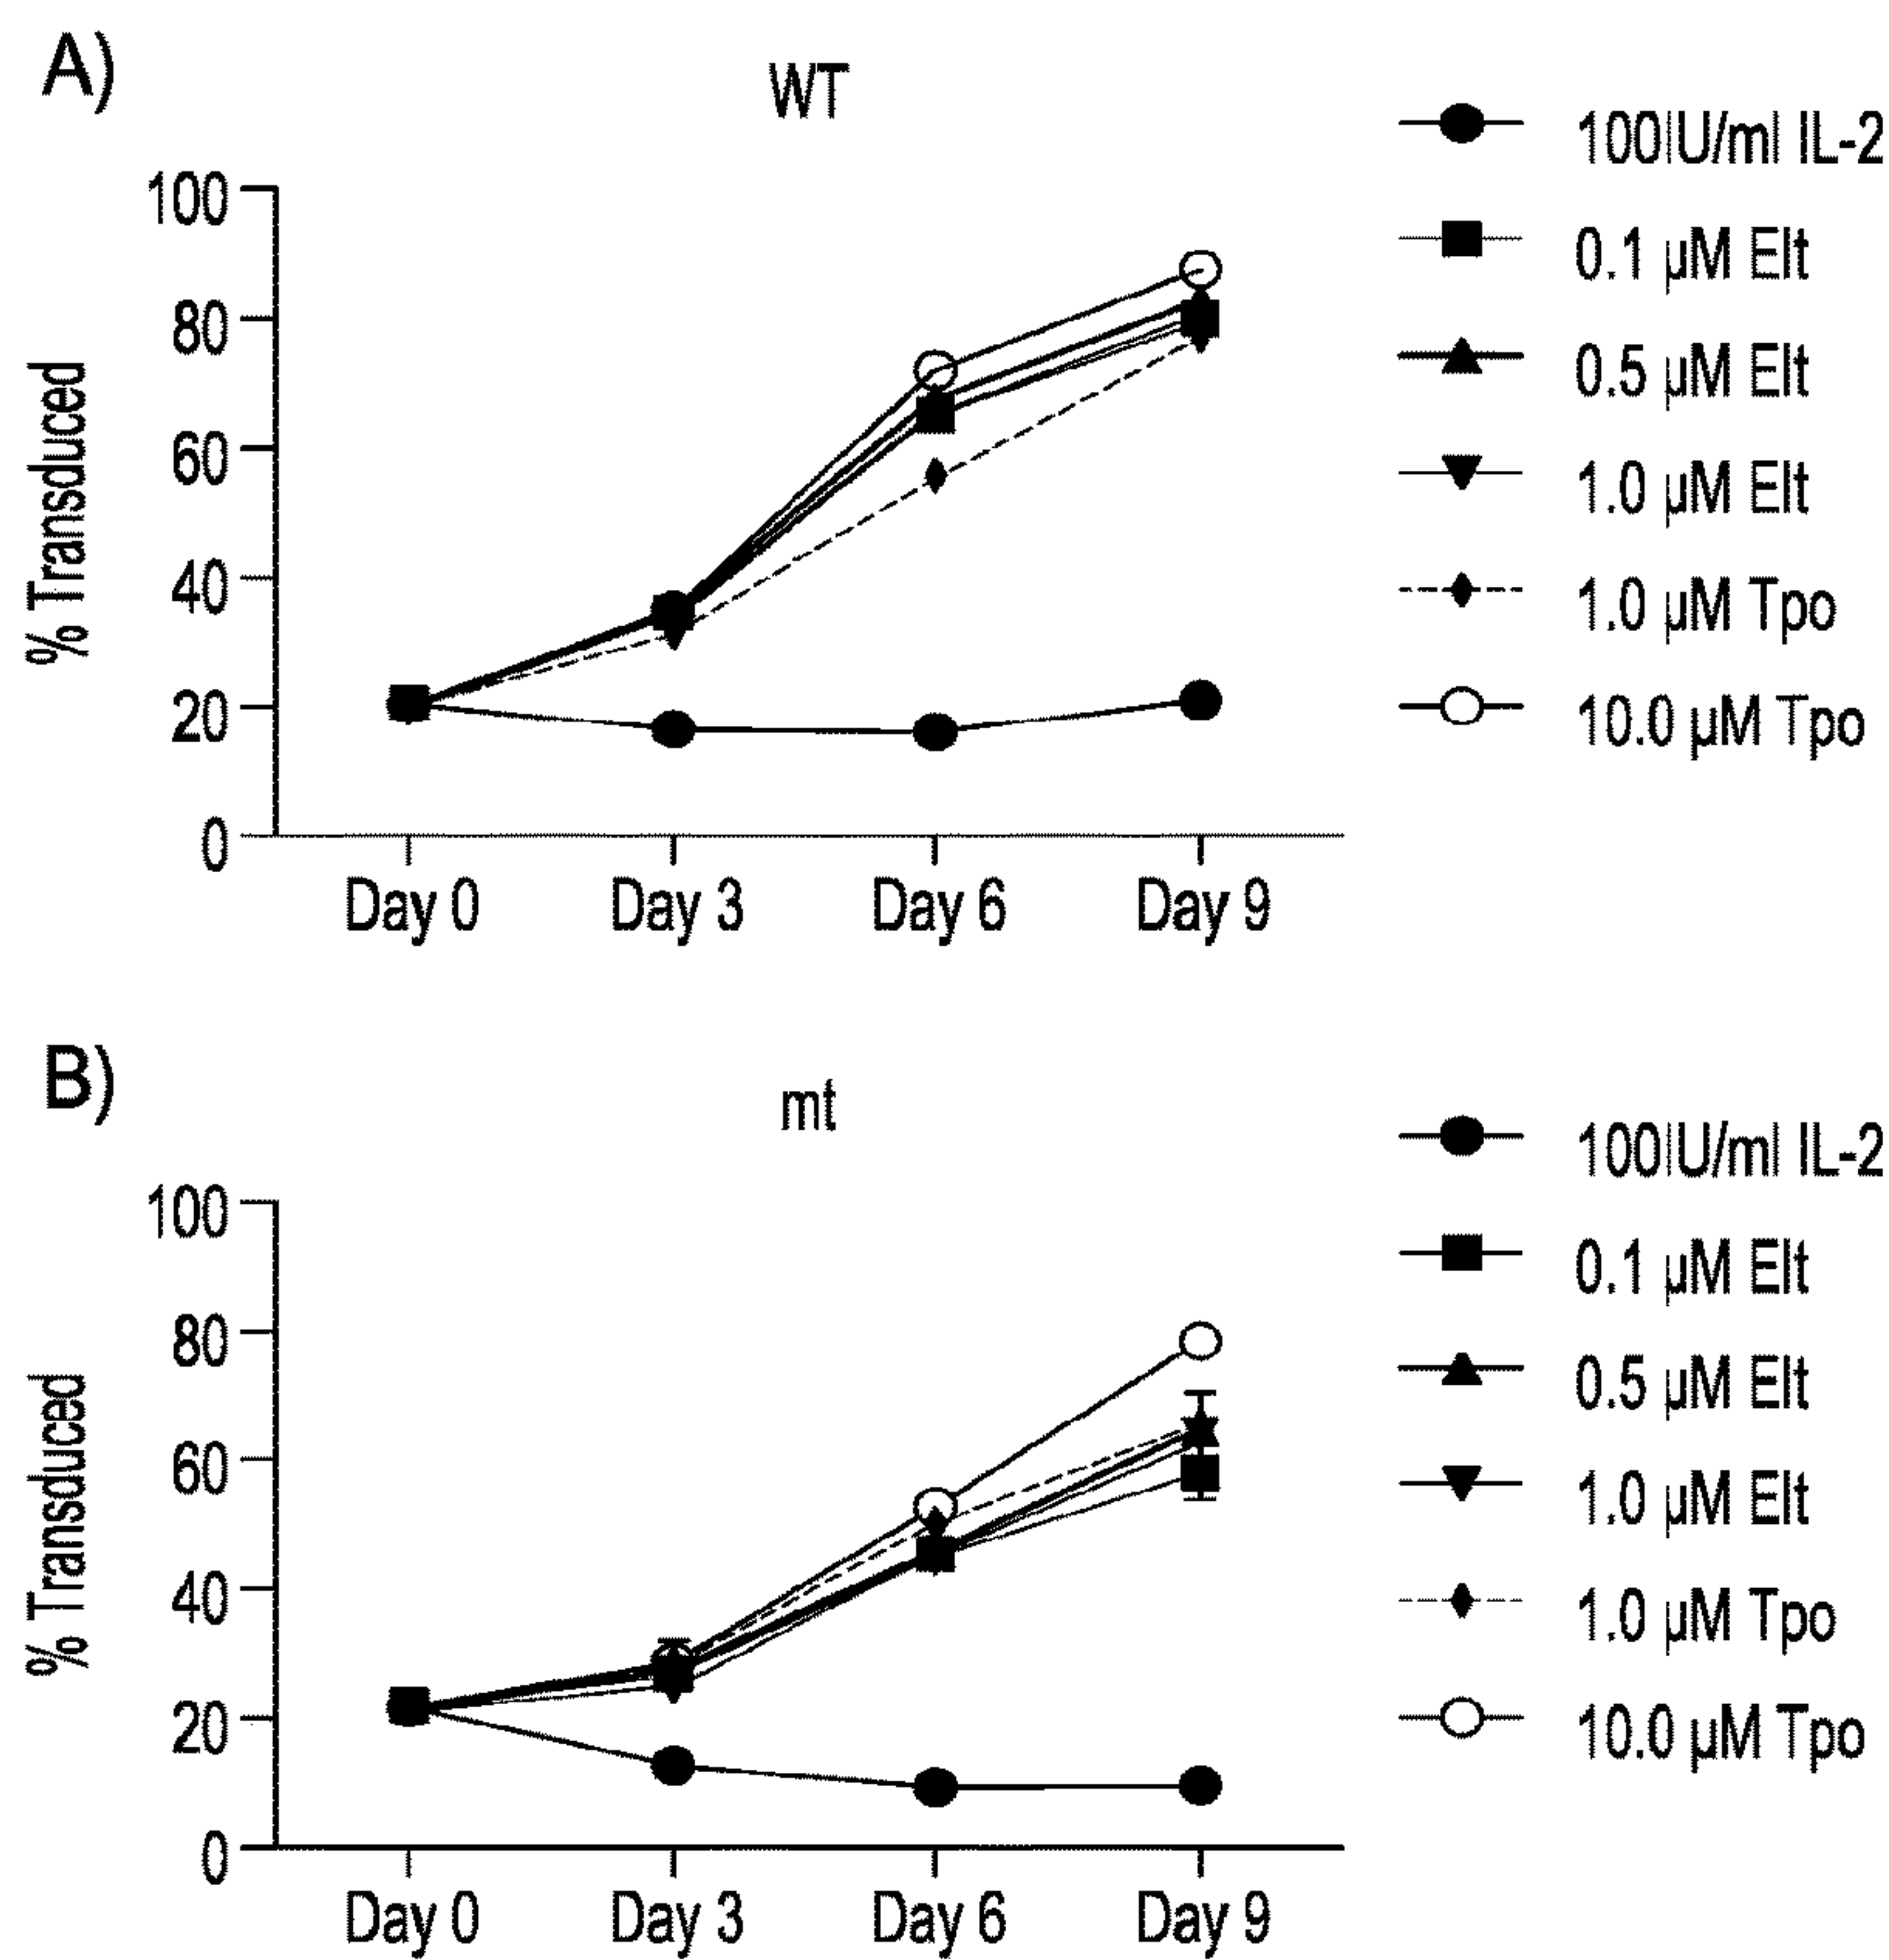 A)
WT
100
80
60
40
20
0
% Transduced
Day 0 Day 3 Day 6 Day 9
100IU/ml IL-2
0.1 µM Elt
0.5 µM Elt
1.0 µM Elt
1.0 µM Tpo
10.0 µM Tpo
B)
mt
100
80
60
40
20
0
% Transduced
Day 0 Day 3 Day 6 Day 9
100IU/ml IL-2
0.1 µM Elt
0.5 µM Elt
1.0 µM Elt
1.0 µM Tpo
10.0 µM Tpo